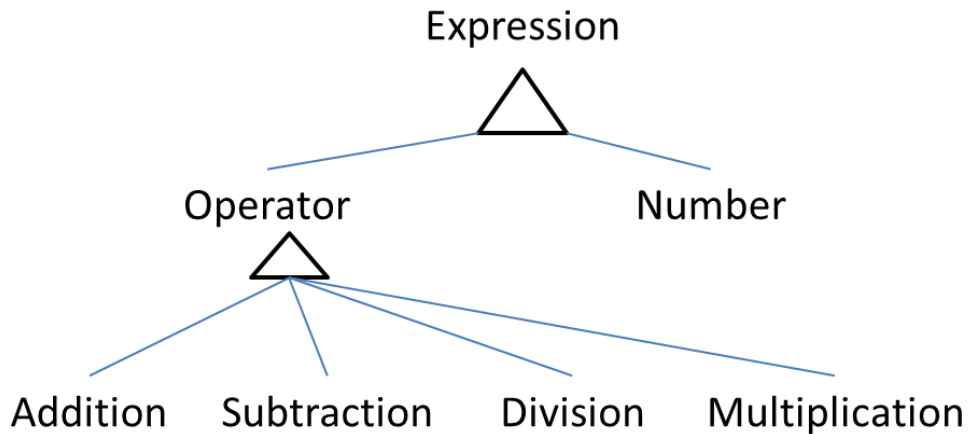 Expression
Operator Number
Addition Subtraction Division Multiplication